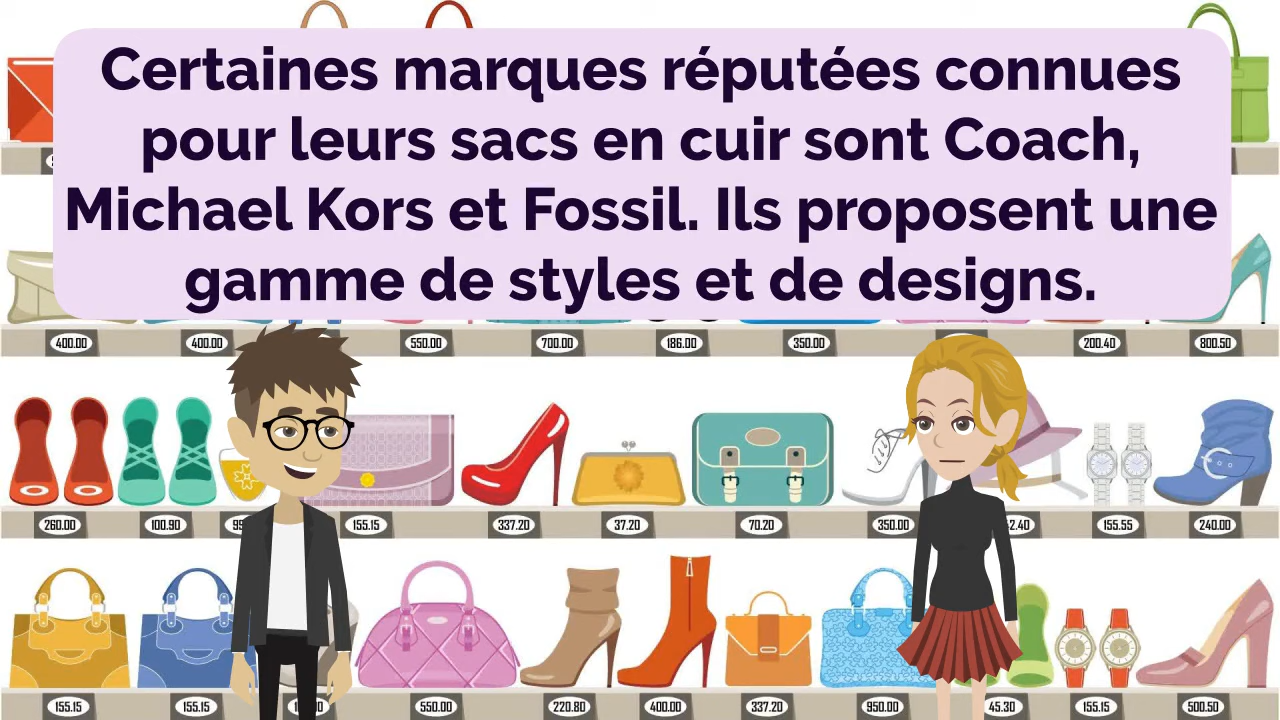 Certaines marques réputées connues
pour leurs sacs en cuir sont Coach,
Michael Kors et Fossil. Ils proposent une
gamme de styles et de designs.
400.00 400.00 550.00 700.00 186.00 350.00 200.40 800.50
260.00 100.90 155.15 337.20 37.20 70.20 350.00 155.55 240.00
155.15 155.15 550.00 220.80 400.00 337.20 950.00 45.30 155.15 500.50